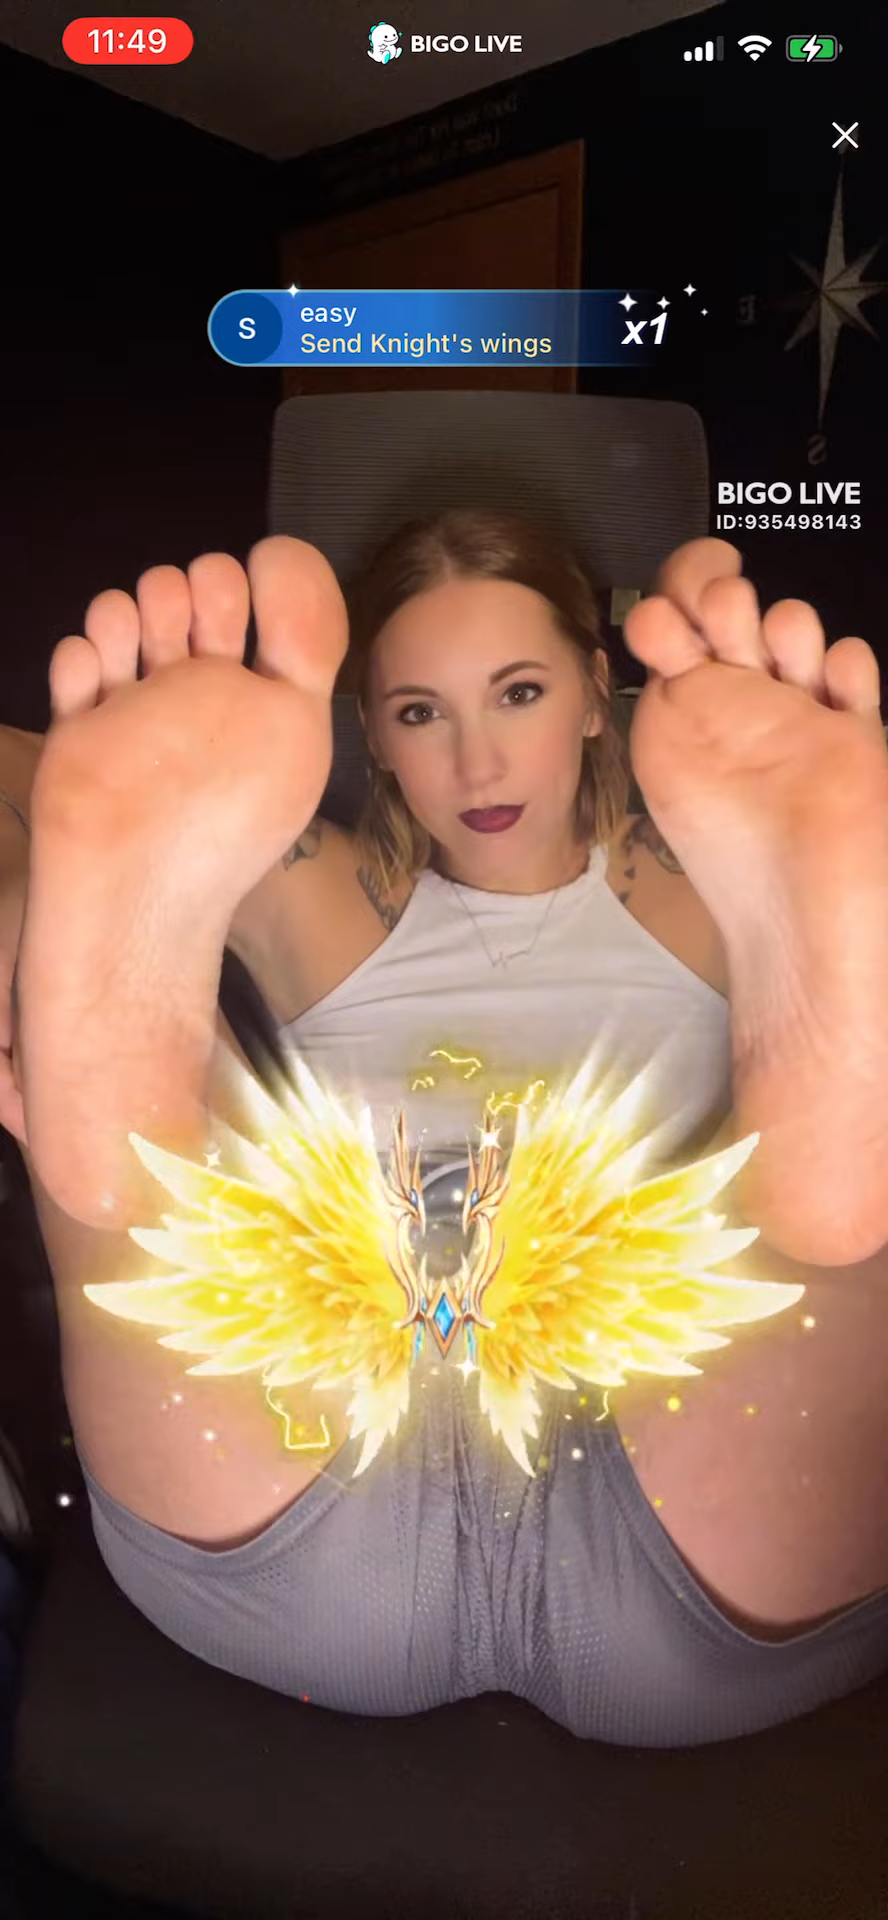 11:49
BIGO LIVE
S
easy
Send Knight's wings
x1
BIGO LIVE
ID:935498143